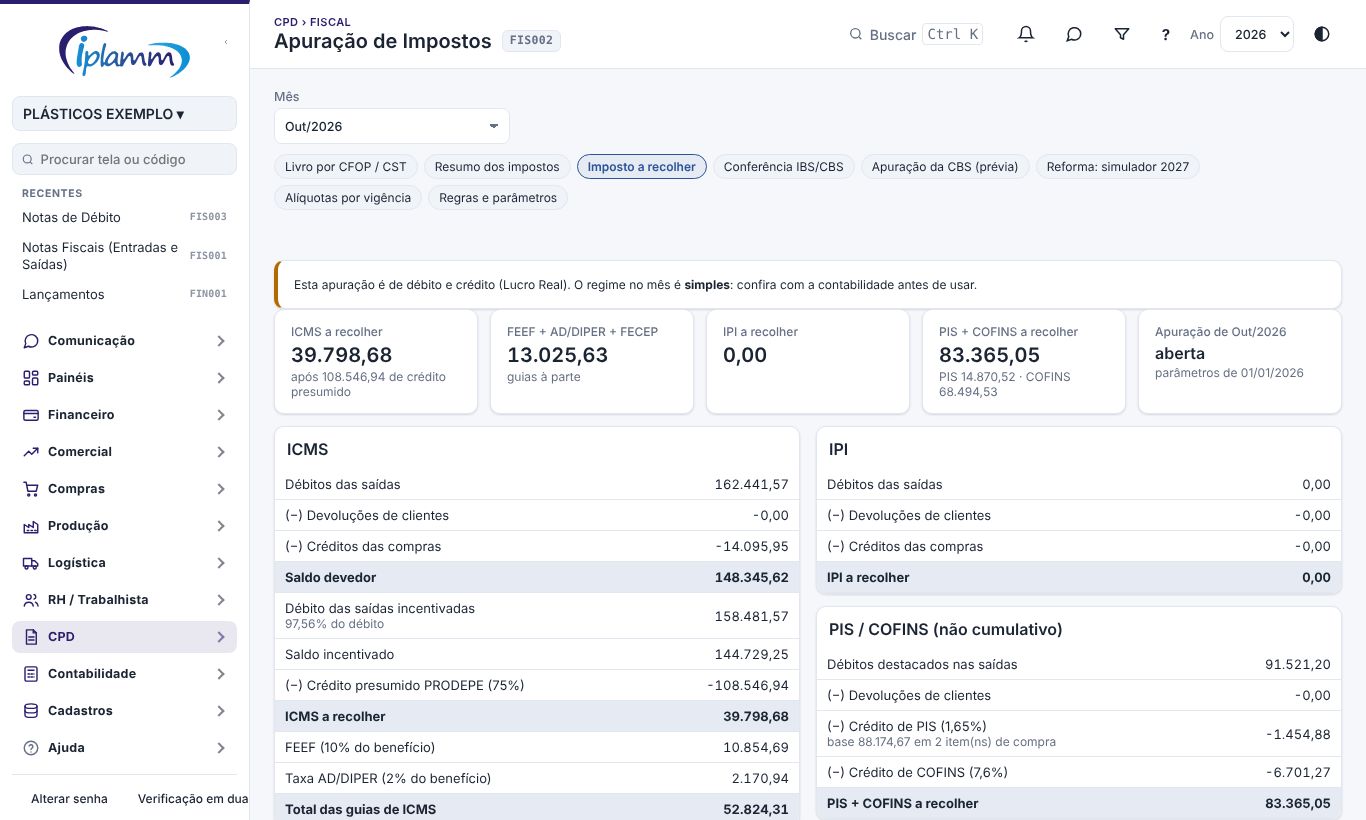 iplamm
PLÁSTICOS EXEMPLO ▾
Procurar tela ou código
RECENTES
Notas de Débito FIS003
Notas Fiscais (Entradas e
Saídas) FIS001
Lançamentos FIN001
Comunicação
Painéis
Financeiro
Comercial
Compras
Produção
Logística
RH / Trabalhista
CPD
Contabilidade
Cadastros
Ajuda
Alterar senha Verificação em dua
CPD › FISCAL
Apuração de Impostos FIS002
Buscar Ctrl K ? Ano 2026
Mês
Out/2026
Livro por CFOP / CST Resumo dos impostos Imposto a recolher Conferência IBS/CBS Apuração da CBS (prévia) Reforma: simulador 2027
Alíquotas por vigência Regras e parâmetros
Esta apuração é de débito e crédito (Lucro Real). O regime no mês é simples: confira com a contabilidade antes de usar.
ICMS a recolher
39.798,68
após 108.546,94 de crédito
presumido
FEEF + AD/DIPER + FECEP
13.025,63
guias à parte
IPI a recolher
0,00
PIS + COFINS a recolher
83.365,05
PIS 14.870,52 · COFINS
68.494,53
Apuração de Out/2026
aberta
parâmetros de 01/01/2026
ICMS
Débitos das saídas 162.441,57
(−) Devoluções de clientes -0,00
(−) Créditos das compras -14.095,95
Saldo devedor 148.345,62
Débito das saídas incentivadas 158.481,57
97,56% do débito
Saldo incentivado 144.729,25
(−) Crédito presumido PRODEPE (75%) -108.546,94
ICMS a recolher 39.798,68
FEEF (10% do benefício) 10.854,69
Taxa AD/DIPER (2% do benefício) 2.170,94
Total das guias de ICMS 52.824,31
IPI
Débitos das saídas 0,00
(−) Devoluções de clientes -0,00
(−) Créditos das compras -0,00
IPI a recolher 0,00
PIS / COFINS (não cumulativo)
Débitos destacados nas saídas 91.521,20
(−) Devoluções de clientes -0,00
(−) Crédito de PIS (1,65%) -1.454,88
base 88.174,67 em 2 item(ns) de compra
(−) Crédito de COFINS (7,6%) -6.701,27
PIS + COFINS a recolher 83.365,05